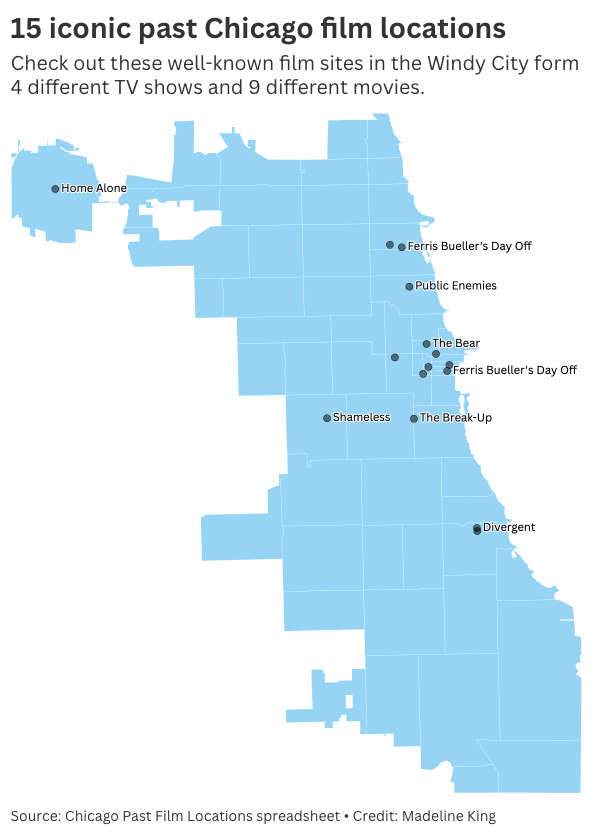 15 iconic past Chicago film locations
Check out these well-known film sites in the Windy City form
4 different TV shows and 9 different movies.
Home Alone
Ferris Bueller's Day Off
Public Enemies
The Bear
Ferris Bueller's Day Off
Shameless
The Break-Up
Divergent
Source: Chicago Past Film Locations spreadsheet • Credit: Madeline King